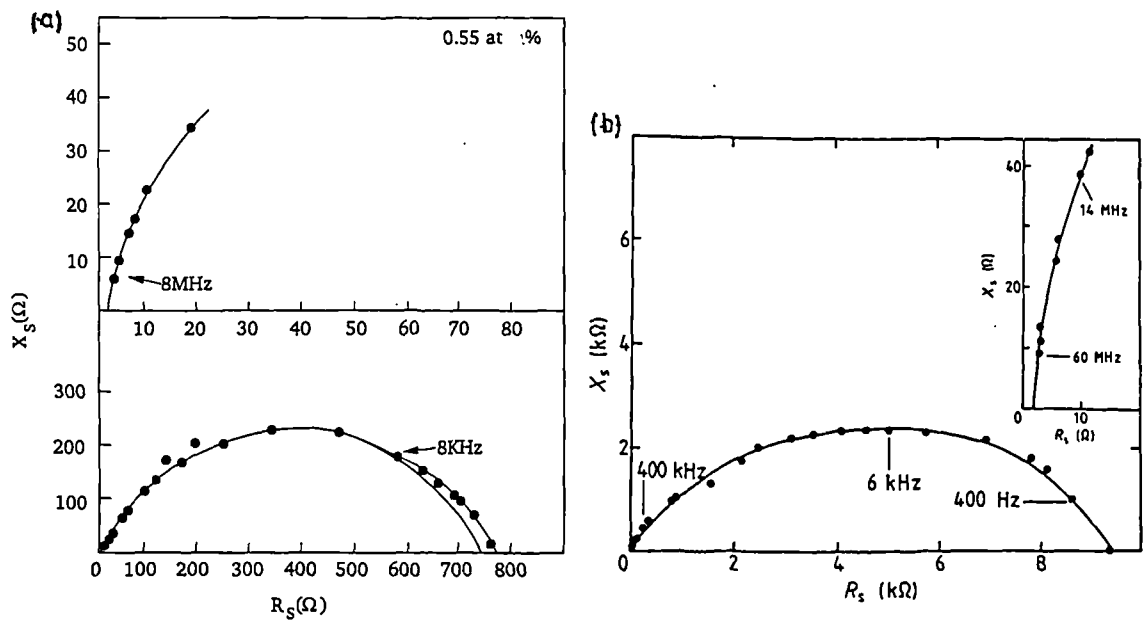 (a)
0.55 at %
50
40
30
20
10
8MHz
10 20 30 40 50 60 70 80
X_S(Ω)
300
200
100
8KHz
0 100 200 300 400 500 600 700 800
R_S(Ω)
(b)
6
4
2
X_s (kΩ)
400 kHz
6 kHz
400 Hz
0 2 4 6 8
R_s (kΩ)
40
20
0
X_s (Ω)
14 MHz
60 MHz
10
R_s (Ω)